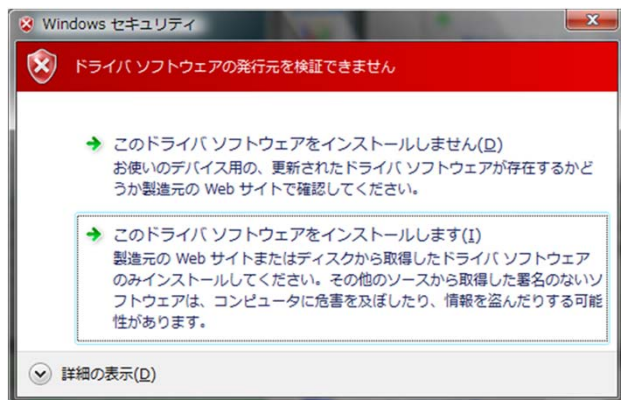 Windows セキュリティ
ドライバ ソフトウェアの発行元を検証できません
このドライバ ソフトウェアをインストールしません(D)
お使いのデバイス用の、更新されたドライバ ソフトウェアが存在するかど
うか製造元の Web サイトで確認してください。
このドライバ ソフトウェアをインストールします(I)
製造元の Web サイトまたはディスクから取得したドライバ ソフトウェア
のみインストールしてください。その他のソースから取得した署名のないソ
フトウェアは、コンピュータに危害を及ぼしたり、情報を盗んだりする可能
性があります。
詳細の表示(D)